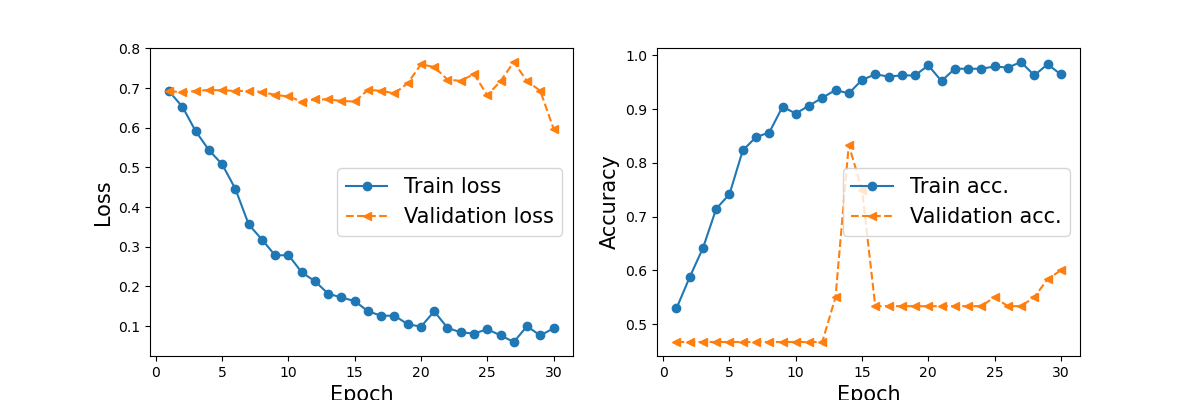 0.8
0.7
0.6
0.5
0.4
0.3
0.2
0.1
Loss
Train loss
Validation loss
0 5 10 15 20 25 30
Epoch
1.0
0.9
0.8
0.7
0.6
0.5
Accuracy
Train acc.
Validation acc.
0 5 10 15 20 25 30
Epoch